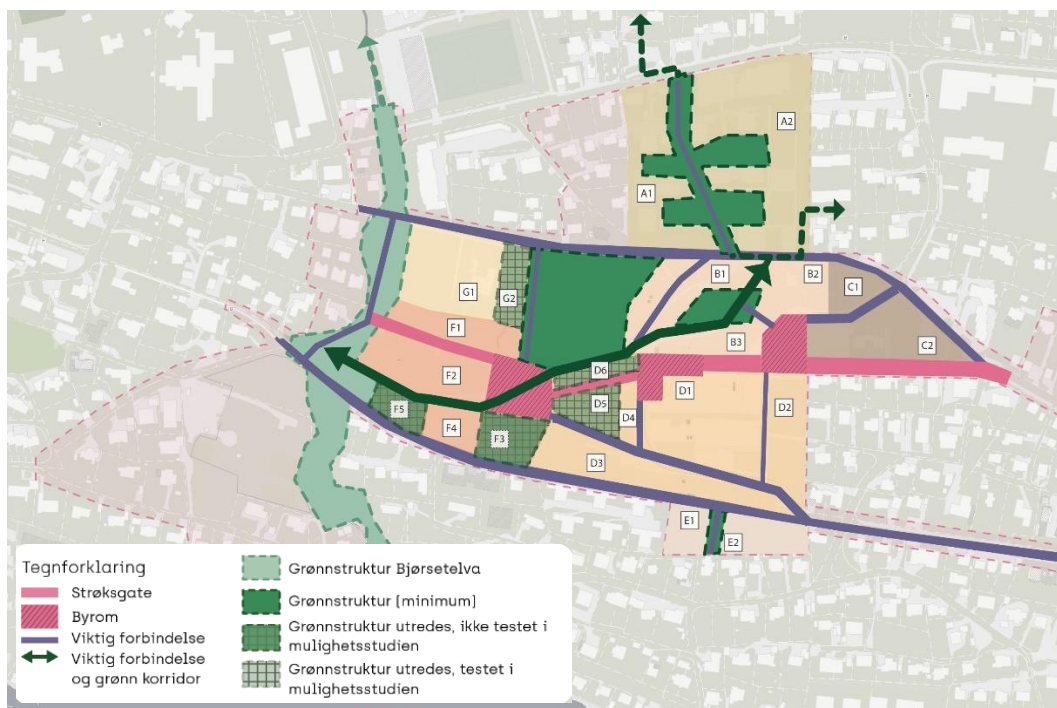 A2
A1
B1
B2
C1
G1
G2
F1
B3
C2
D6
F2
D1
D5
D2
F5
D4
F4
F3
D3
E1
E2
Tegnforklaring
Strøksgate
Byrom
Viktig forbindelse
Viktig forbindelse
og grønn korridor
Grønnstruktur Bjørsetelva
Grønnstruktur (minimum)
Grønnstruktur utredes, ikke testet i
mulighetsstudien
Grønnstruktur utredes, testet i
mulighetsstudien